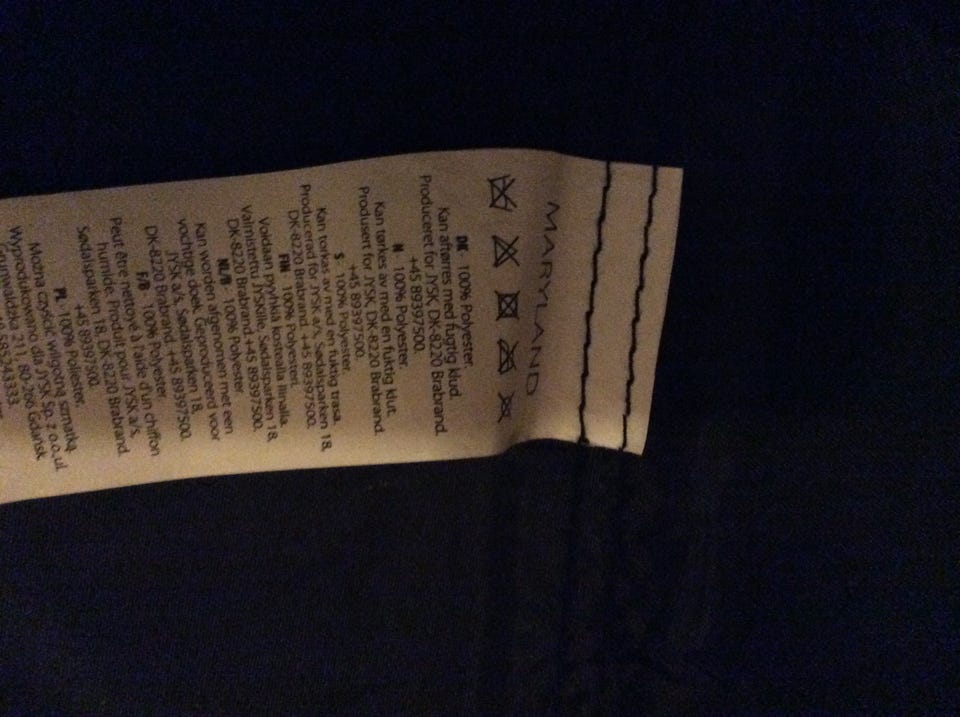 MARYLAND
DK 100% Polyester.
Kan aftørres med fugtig klud.
Produceret for JYSK, DK-8220 Brabrand.
+45 89397500.
N 100% Polyester.
Kan tørkes av med en fuktig klut.
Produsert for JYSK, DK-8220 Brabrand.
+45 89397500.
S 100% Polyester.
Kan torkas av med en fuktig trasa.
Producerad för JYSK a/s, Sødalsparken 18,
DK-8220 Brabrand. +45 89397500.
FIN 100% Polyesteri.
Voidaan pyyhkiä kostealla liinalla.
Valmistettu JYSKille, Sødalsparken 18,
DK-8220 Brabrand +45 89397500.
NL/B 100% Polyester
Kan worden afgenomen met een
vochtige doek. Geproduceerd voor
JYSK a/s, Sødalsparken 18,
DK-8220 Brabrand. +45 89397500.
F/B 100% Polyester.
Peut être nettoyé à l'aide d'un chiffon
humide. Produit pour JYSK a/s,
Sødalsparken 18, DK 8220 Brabrand.
+45 89397500.
PL 100% Poliester.
Można czyścić wilgotną szmatką.
Wyprodukowano dla JYSK Sp. z o.o., ul.
Grunwaldzka 211, 80-266 Gdańsk
585343333